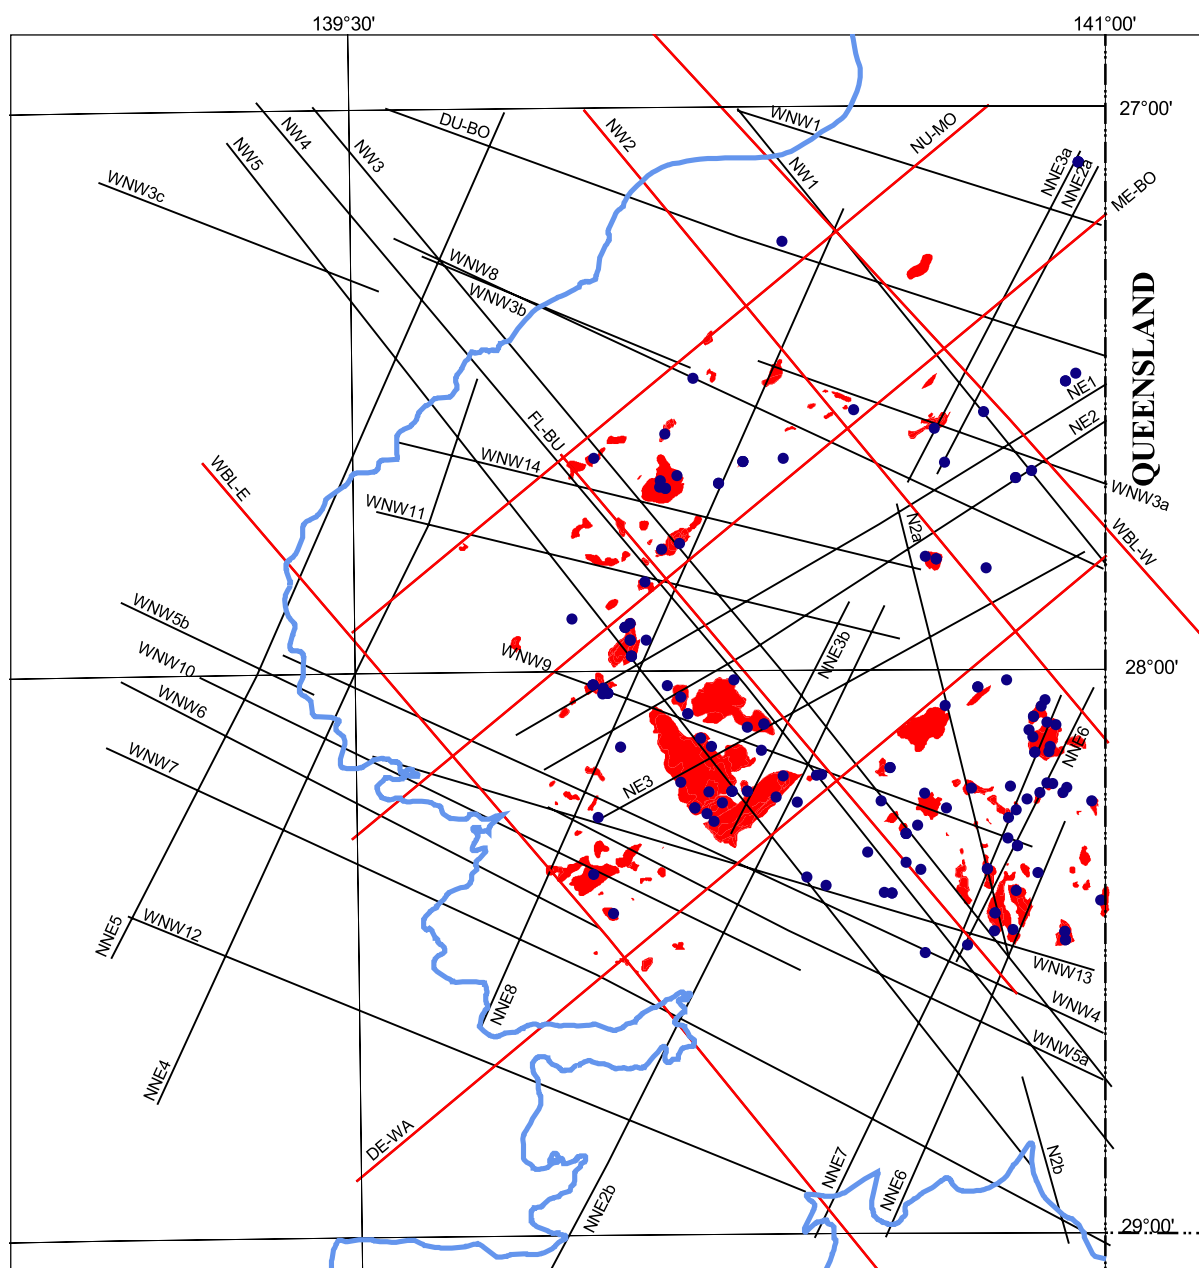 139°30'
141°00'
27°00'
WNW1
DU-BO
NW2
NU-MO
NW4
NW3
NW5
NW1
NNE3a
NNE2a
ME-BO
WNW3c
WNW8
WNW3b
QUEENSLAND
NE1
NE2
FL-BU
WNW14
WBL-E
WNW3a
WNW11
N2a
WBL-W
WNW5b
WNW10
WNW9
NNE3b
28°00'
WNW6
NNE6
WNW7
NE3
WNW12
NNE5
WNW13
NNE8
WNW4
WNW5a
NNE4
DE-WA
N2b
NNE7
NNE6
NNE2b
29°00'